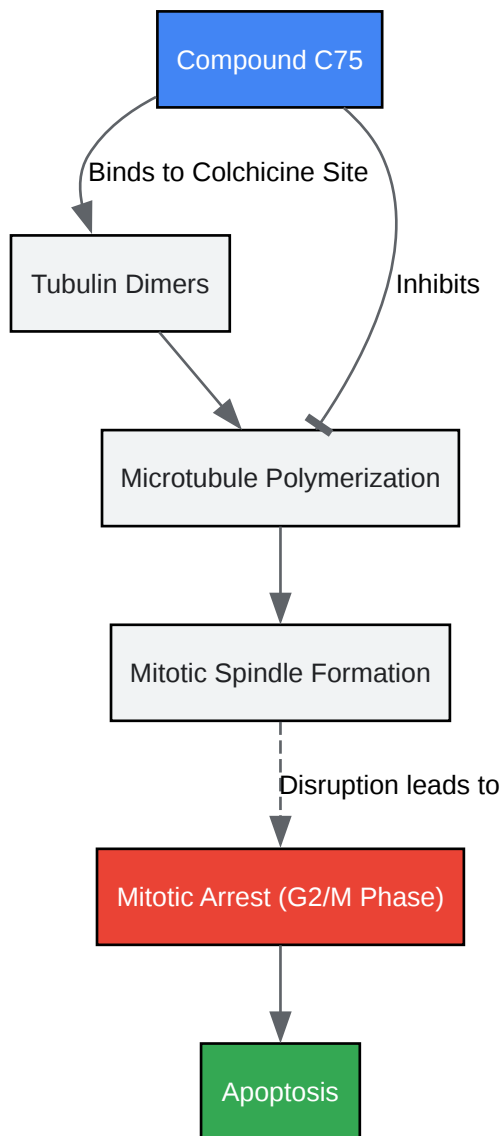 Compound C75
Binds to Colchicine Site
Tubulin Dimers
Inhibits
Microtubule Polymerization
Mitotic Spindle Formation
Disruption leads to
Mitotic Arrest (G2/M Phase)
Apoptosis